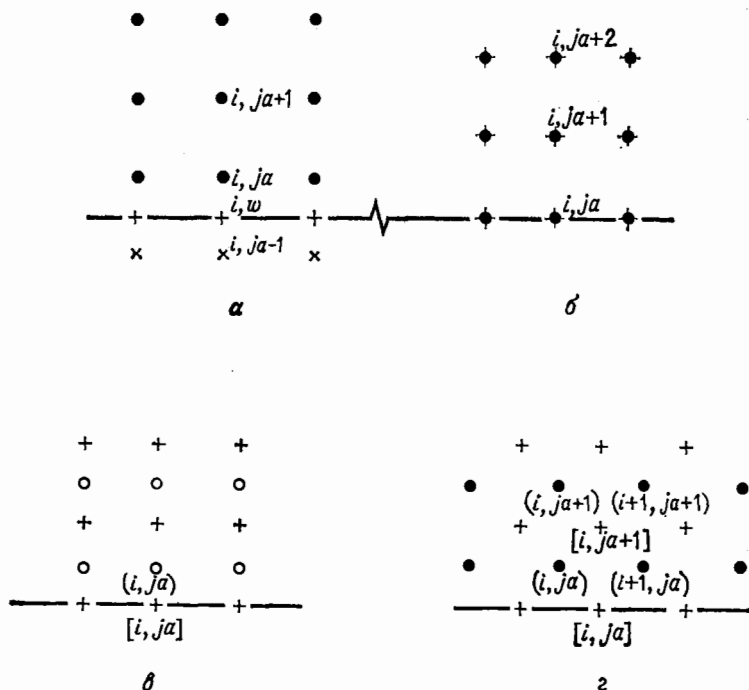 i, ja+1
i, ja
i, w
i, ja-1
а
i, ja+2
i, ja+1
i, ja
б
(i, ja)
[i, ja]
в
(i, ja+1) (i+1, ja+1)
[i, ja+1]
(i, ja) (i+1, ja)
[i, ja]
г